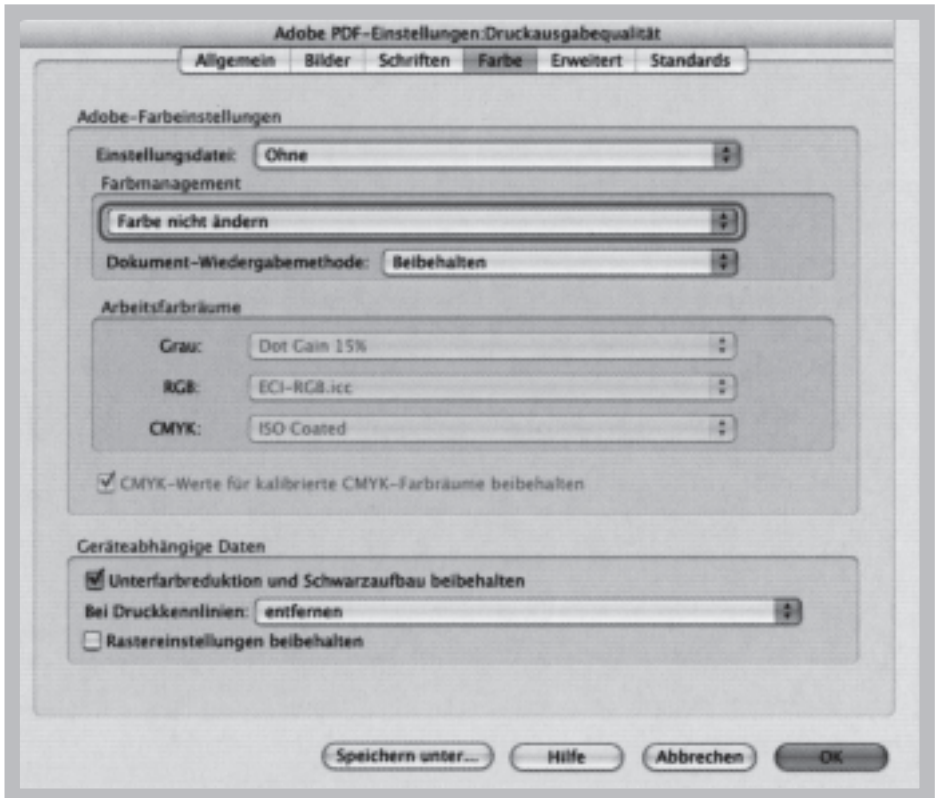 Adobe PDF-Einstellungen:Druckausgabequalität
Allgemein Bilder Schriften Farbe Erweitert Standards
Adobe-Farbeinstellungen
Einstellungsdatei: Ohne
Farbmanagement
Farbe nicht ändern
Dokument-Wiedergabemethode: Beibehalten
Arbeitsfarbräume
Grau: Dot Gain 15%
RGB: ECI-RGB.icc
CMYK: ISO Coated
CMYK-Werte für kalibrierte CMYK-Farbräume beibehalten
Geräteabhängige Daten
Unterfarbreduktion und Schwarzaufbau beibehalten
Bei Druckkennlinien: entfernen
Rastereinstellungen beibehalten
Speichern unter... Hilfe Abbrechen OK